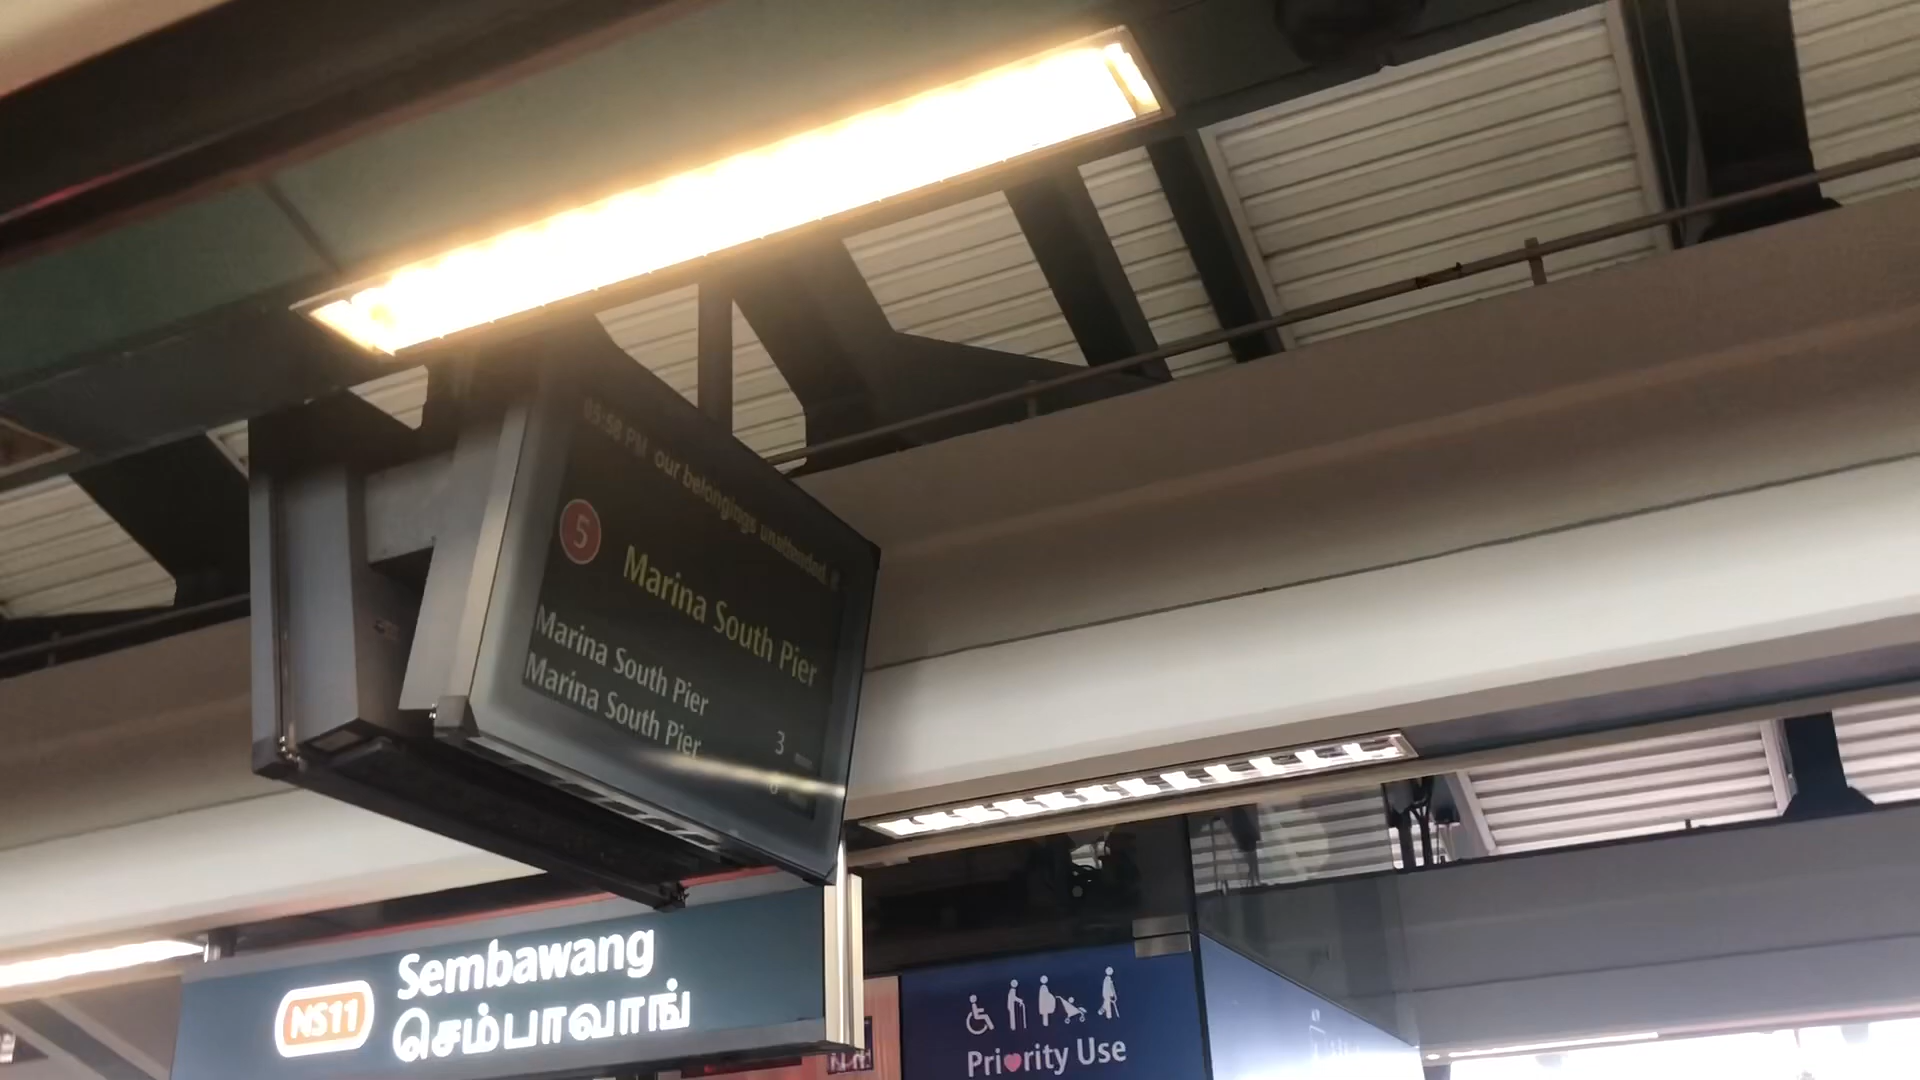 05:58 PM our belongings unattended. If
5
Marina South Pier
Marina South Pier 3
Marina South Pier
NS11
Sembawang
செம்பாவாங்
Priority Use